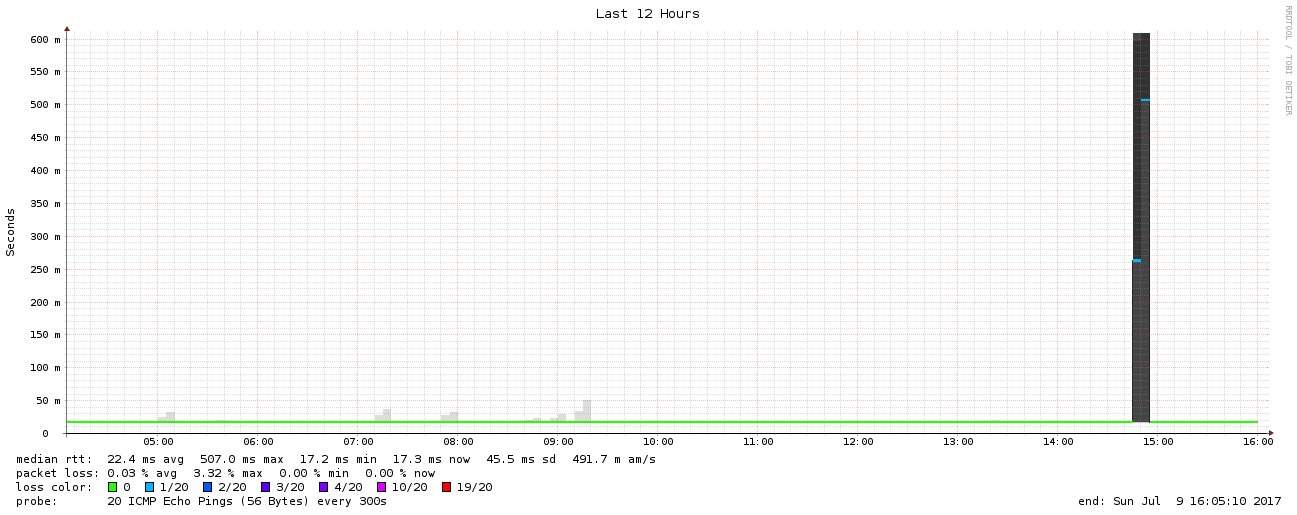 Last 12 Hours
RRDTOOL / TOBI OETIKER
Seconds
600 m
550 m
500 m
450 m
400 m
350 m
300 m
250 m
200 m
150 m
100 m
50 m
0
05:00 06:00 07:00 08:00 09:00 10:00 11:00 12:00 13:00 14:00 15:00 16:00
median rtt: 22.4 ms avg 507.0 ms max 17.2 ms min 17.3 ms now 45.5 ms sd 491.7 m am/s
packet loss: 0.03 % avg 3.32 % max 0.00 % min 0.00 % now
loss color: 0 1/20 2/20 3/20 4/20 10/20 19/20
probe: 20 ICMP Echo Pings (56 Bytes) every 300s end: Sun Jul 9 16:05:10 2017